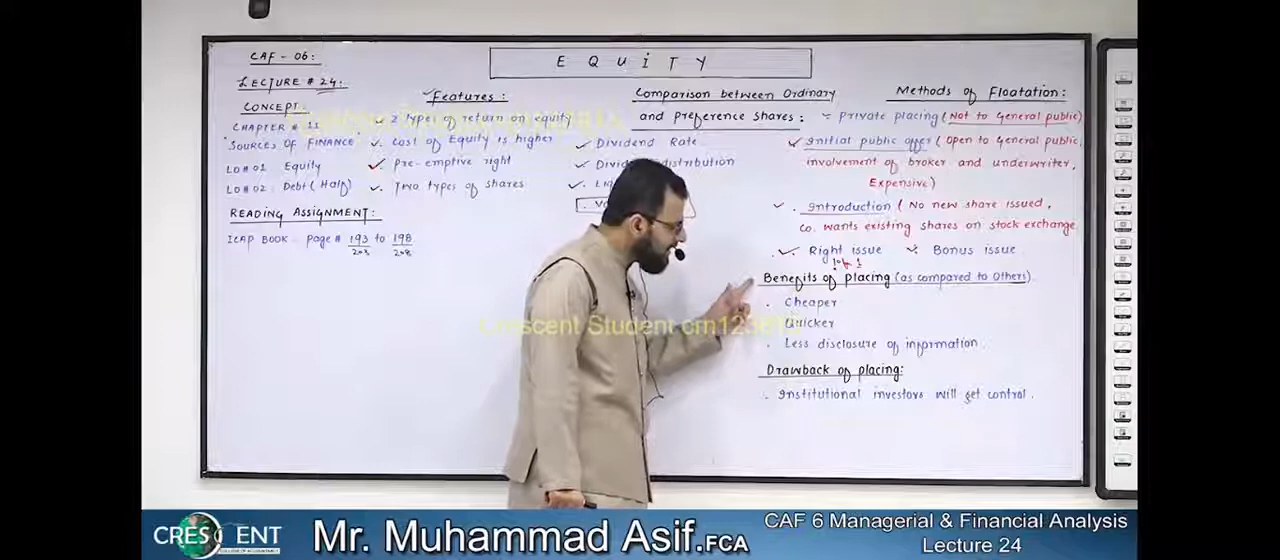 CAF - 06:
LECTURE # 24:
CONCEPT:
CHAPTER # 11
"SOURCES OF FINANCE"
LO # 01 Equity
LO # 02 Debt (Half)
READING ASSIGNMENT:
ICAP BOOK Page # 193 to 198
203 208
EQUITY
Features:
2 Types of return on equity
Cost of Equity is higher
Pre-emptive right
Two types of shares
Comparison between Ordinary
and preference shares:
Dividend Rate
distribution
Methods of Floatation:
Private placing (Not to General public)
Initial public offer (Open to General public,
involvement of broker and underwriter,
Expensive)
Introduction (No new share issued,
co. wants existing shares on stock exchange
Right issue
Bonus issue
Benefits of placing (as compared to Others)
Cheaper
Quicker
Less disclosure of information
Drawback of placing:
Institutional investors will get control.
Crescent Student crn
CRESCENT
COLLEGE OF ACCOUNTANCY
Mr. Muhammad Asif.FCA
CAF 6 Managerial & Financial Analysis
Lecture 24